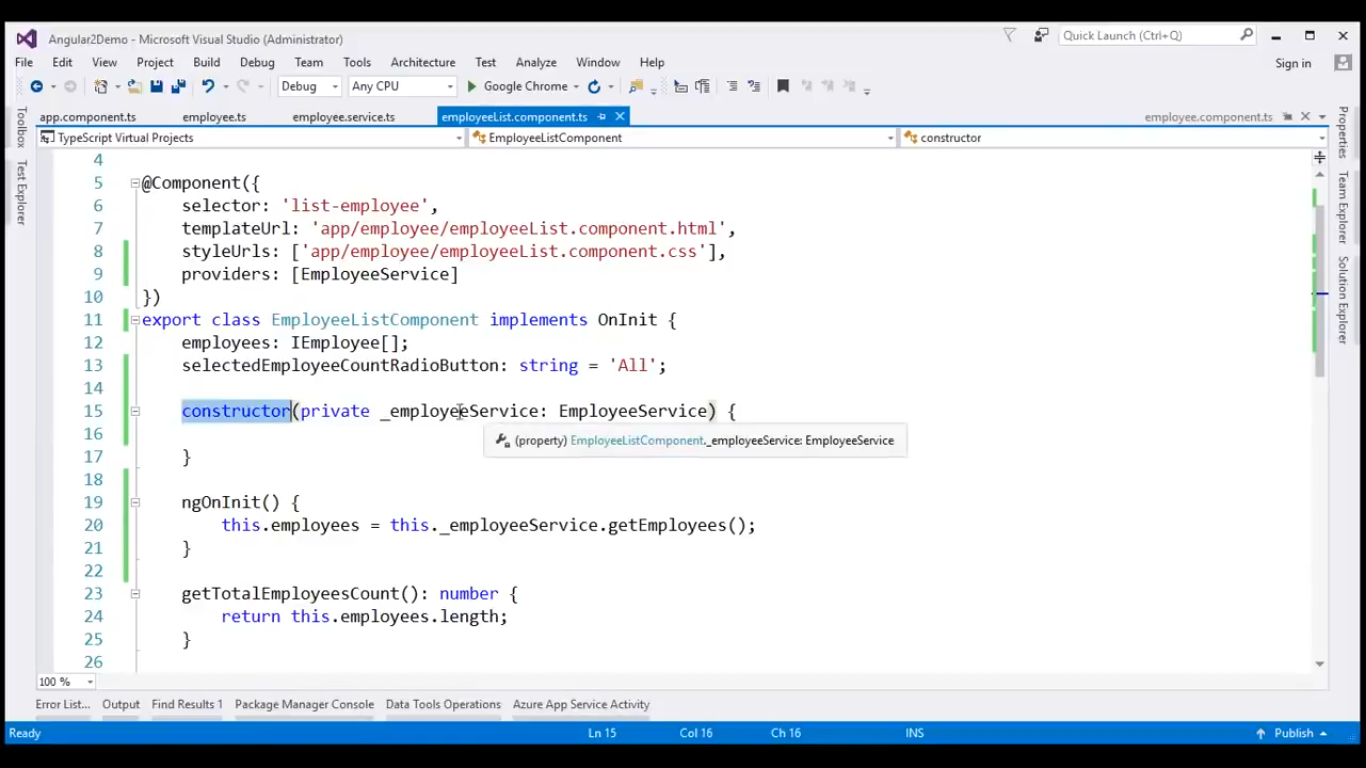 Angular2Demo - Microsoft Visual Studio (Administrator)
Quick Launch (Ctrl+Q)
File Edit View Project Build Debug Team Tools Architecture Test Analyze Window Help
Sign in
Debug Any CPU Google Chrome
app.component.ts employee.ts employee.service.ts employeeList.component.ts employee.component.ts
TypeScript Virtual Projects EmployeeListComponent constructor
Toolbox
Test Explorer
4
5 @Component({
6 selector: 'list-employee',
7 templateUrl: 'app/employee/employeeList.component.html',
8 styleUrls: ['app/employee/employeeList.component.css'],
9 providers: [EmployeeService]
10 })
11 export class EmployeeListComponent implements OnInit {
12 employees: IEmployee[];
13 selectedEmployeeCountRadioButton: string = 'All';
14
15 constructor(private _employeeService: EmployeeService) {
16
(property) EmployeeListComponent._employeeService: EmployeeService
17 }
18
19 ngOnInit() {
20 this.employees = this._employeeService.getEmployees();
21 }
22
23 getTotalEmployeesCount(): number {
24 return this.employees.length;
25 }
26
Properties
Team Explorer
Solution Explorer
100 %
Error List... Output Find Results 1 Package Manager Console Data Tools Operations Azure App Service Activity
Ready Ln 15 Col 16 Ch 16 INS Publish